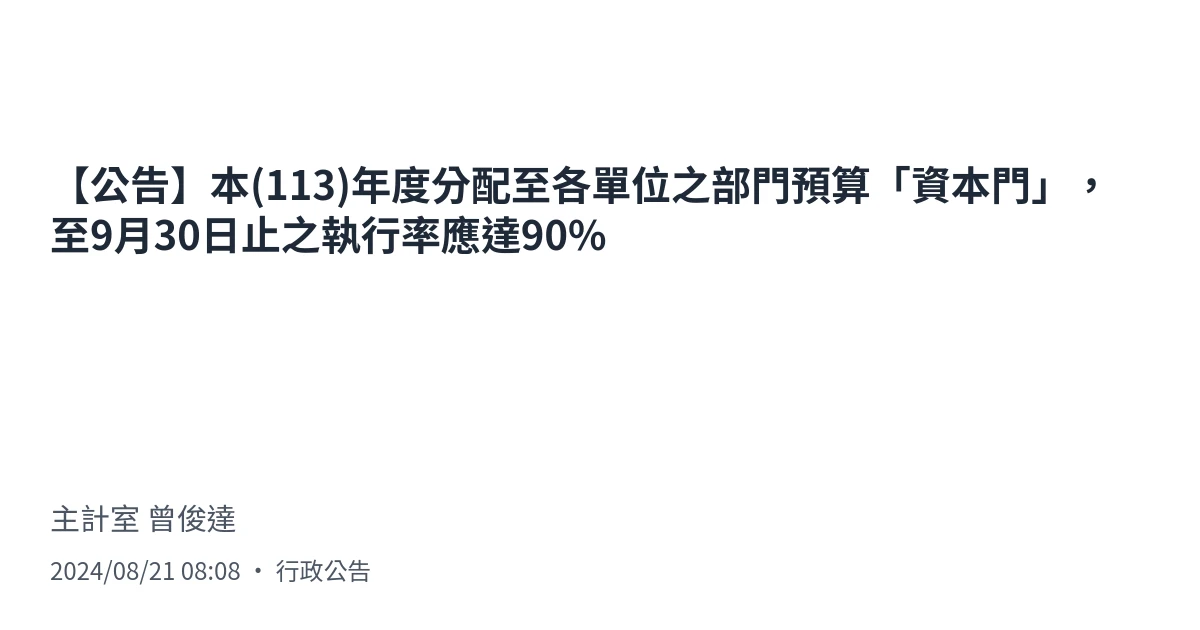 【公告】本(113)年度分配至各單位之部門預算「資本門」，
至9月30日止之執行率應達90%
主計室 曾俊達
2024/08/21 08:08 · 行政公告